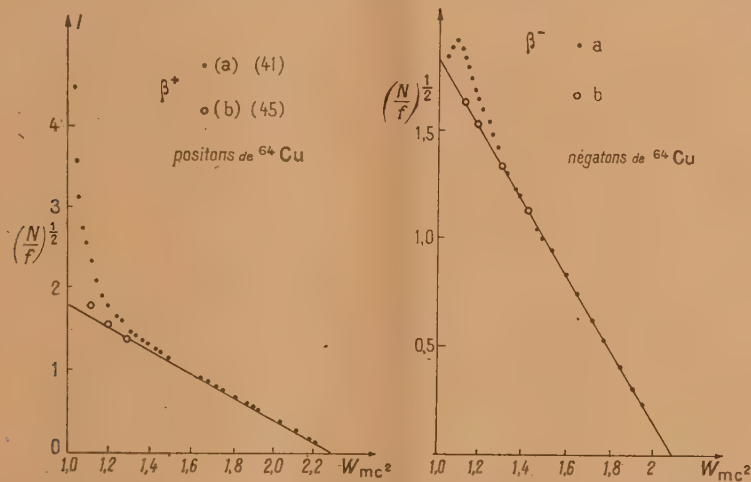 I
β⁺
• (a) (41)
o (b) (45)
positons de ⁶⁴Cu
(N/f)^{1/2}
4
3
2
1
0
1,0
1,2
1,4
1,6
1,8
2,0
2,2
W mc²
β⁻
• a
o b
négatons de ⁶⁴Cu
(N/f)^{1/2}
1,5
1,0
0,5
1,0
1,2
1,4
1,6
1,8
2
W mc²